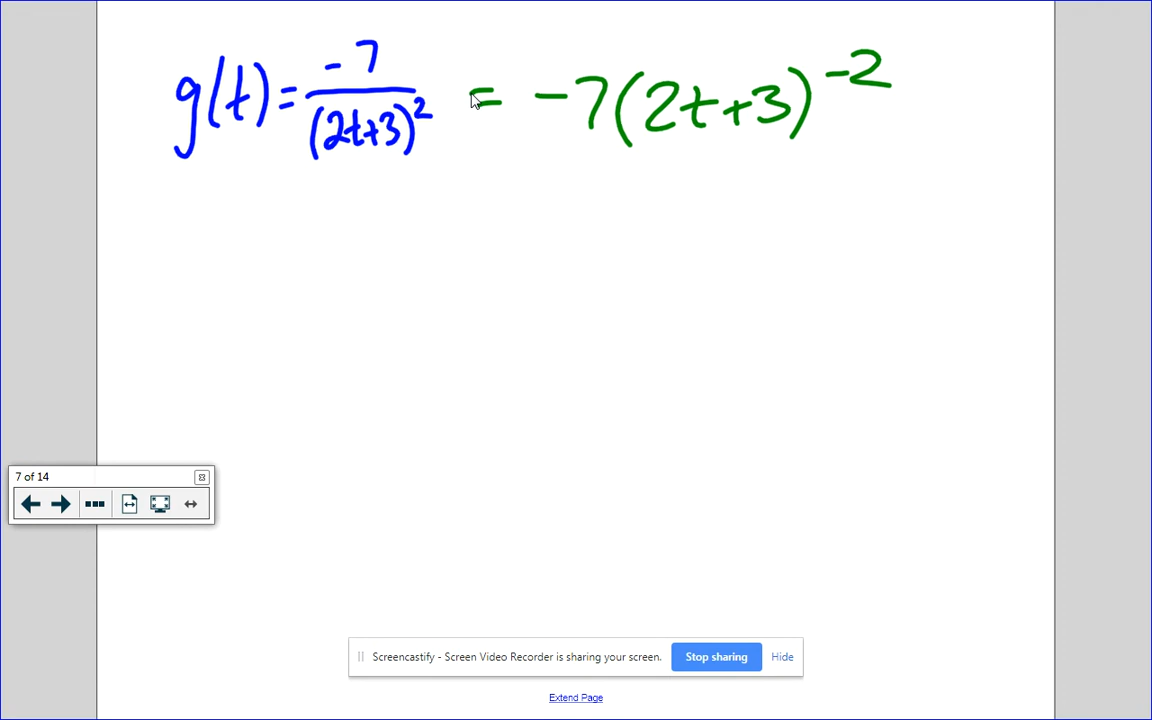 g(t) = -7/(2t+3)² = -7(2t+3)⁻²
7 of 14
Screencastify - Screen Video Recorder is sharing your screen. Stop sharing Hide
Extend Page